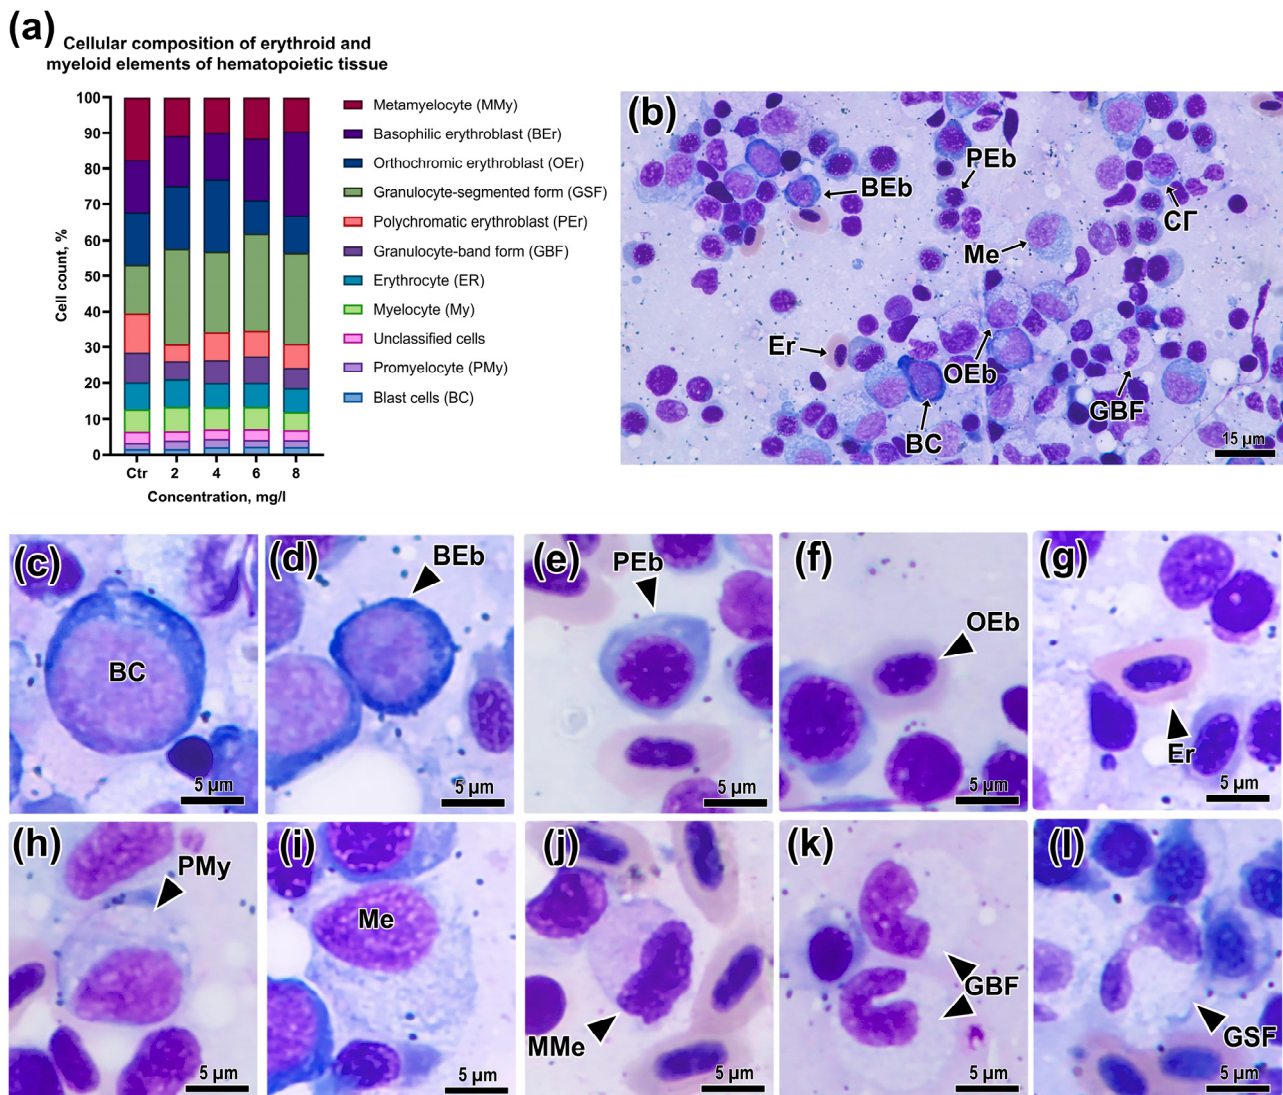 (a)
Cellular composition of erythroid and
myeloid elements of hematopoietic tissue
Cell count, %
100
90
80
70
60
50
40
30
20
10
0
Ctr 2 4 6 8
Concentration, mg/l
Metamyelocyte (MMy)
Basophilic erythroblast (BEr)
Orthochromic erythroblast (OEr)
Granulocyte-segmented form (GSF)
Polychromatic erythroblast (PEr)
Granulocyte-band form (GBF)
Erythrocyte (ER)
Myelocyte (My)
Unclassified cells
Promyelocyte (PMy)
Blast cells (BC)
(b)
PEb
BEb
СГ
Me
Er
OEb
GBF
BC
15 µm
(c)
BC
5 µm
(d)
BEb
5 µm
(e)
PEb
5 µm
(f)
OEb
5 µm
(g)
Er
5 µm
(h)
PMy
5 µm
(i)
Me
5 µm
(j)
MMe
5 µm
(k)
GBF
5 µm
(l)
GSF
5 µm